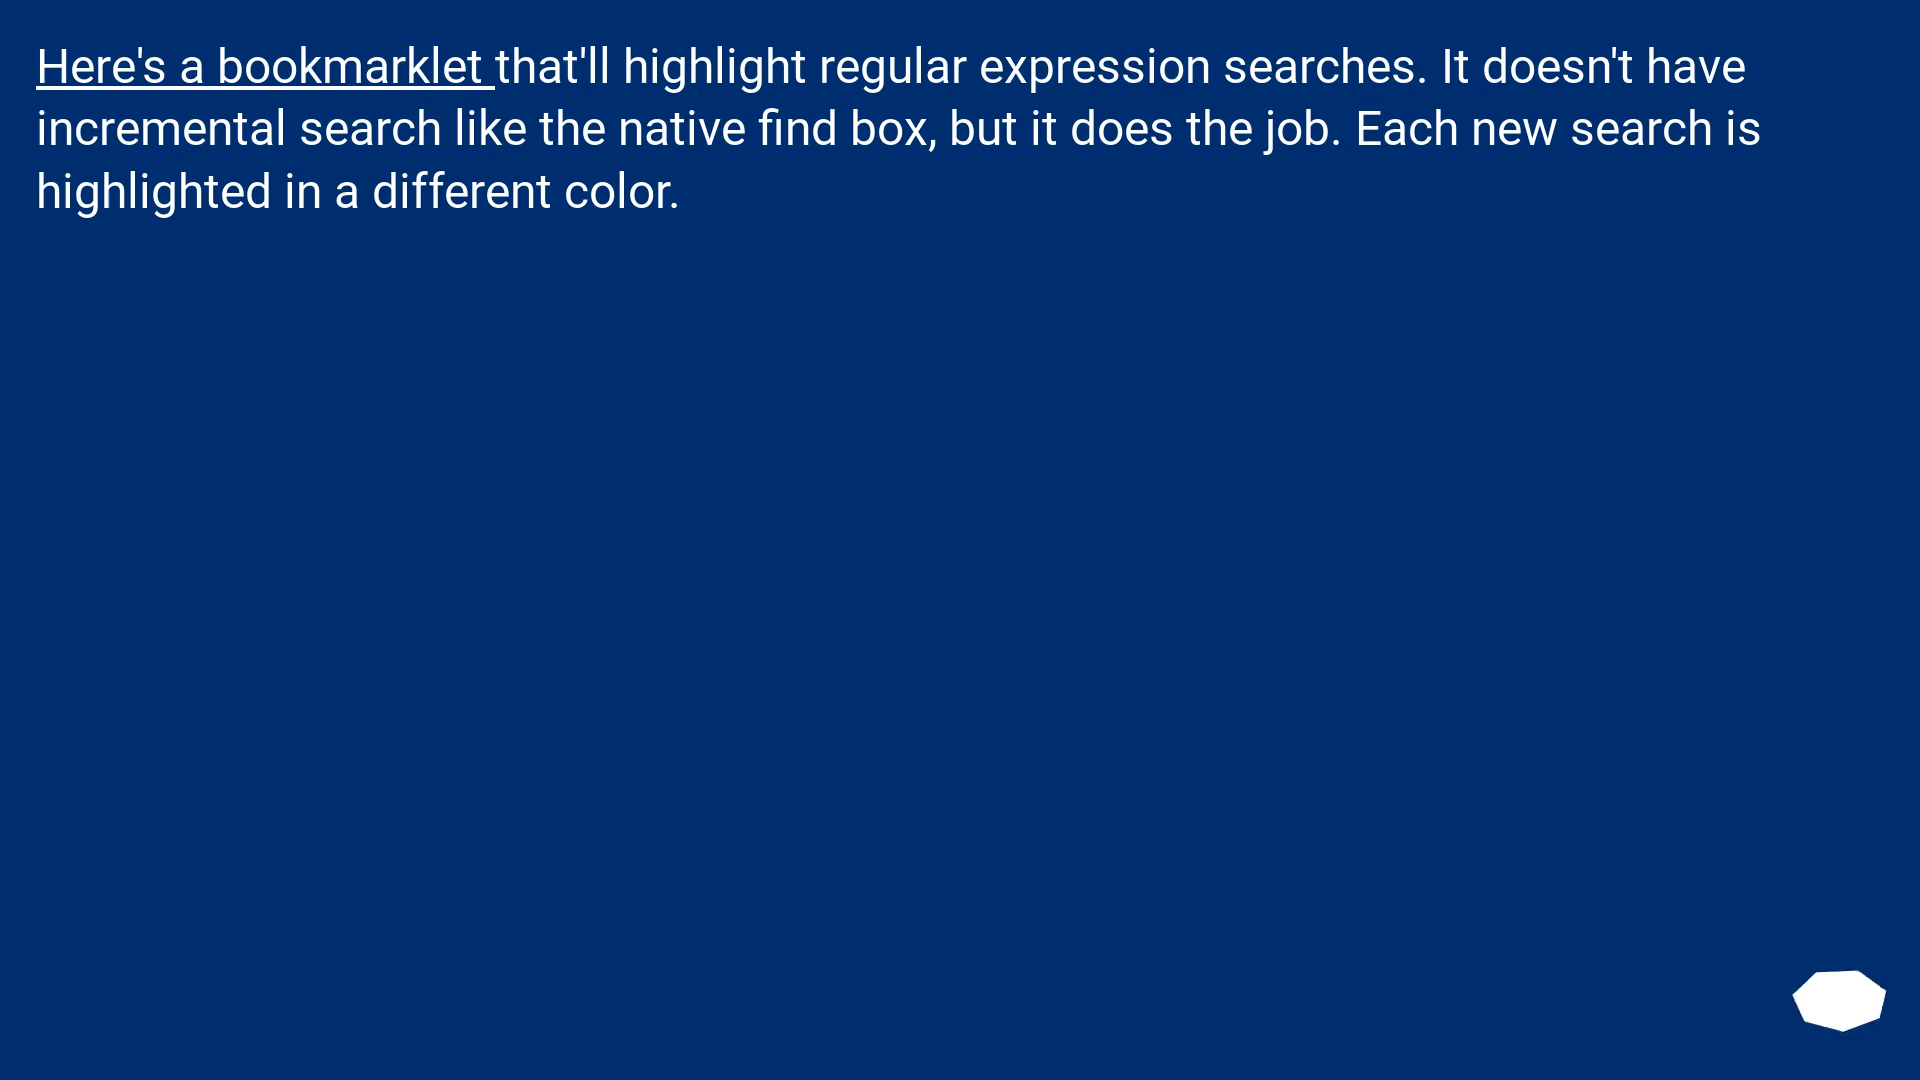 Here's a bookmarklet that'll highlight regular expression searches. It doesn't have
incremental search like the native find box, but it does the job. Each new search is
highlighted in a different color.